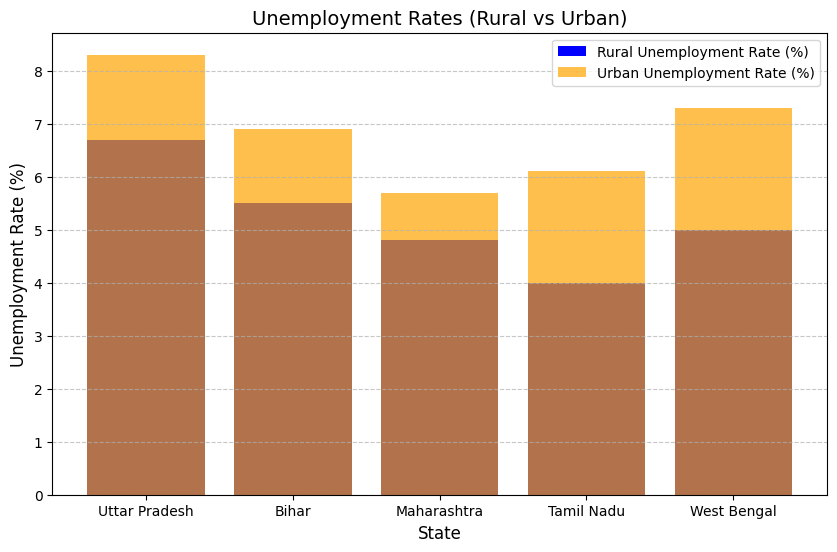 Unemployment Rates (Rural vs Urban)
Rural Unemployment Rate (%)
Urban Unemployment Rate (%)
Unemployment Rate (%)
8
7
6
5
4
3
2
1
0
Uttar Pradesh
Bihar
Maharashtra
Tamil Nadu
West Bengal
State